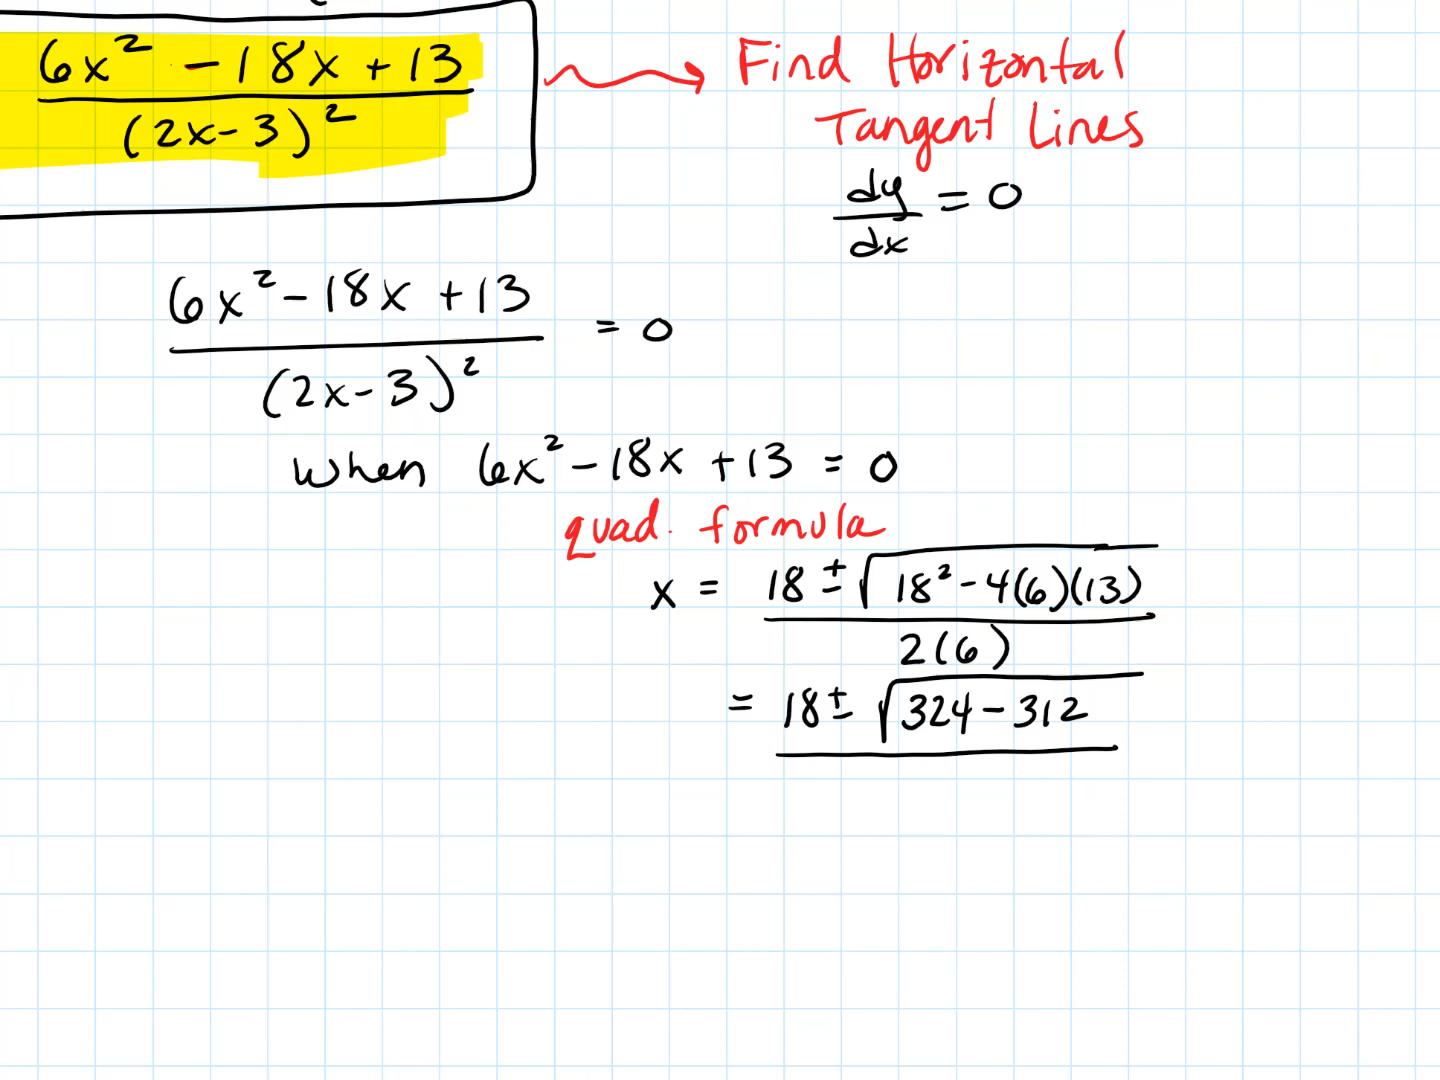 6x² - 18x + 13
(2x-3)²
Find Horizontal
Tangent Lines
dy
dx
= 0
6x² - 18x + 13
(2x-3)²
= 0
when 6x² - 18x + 13 = 0
quad. formula
x = 18 ± √18² - 4(6)(13)
2(6)
= 18 ± √324 - 312